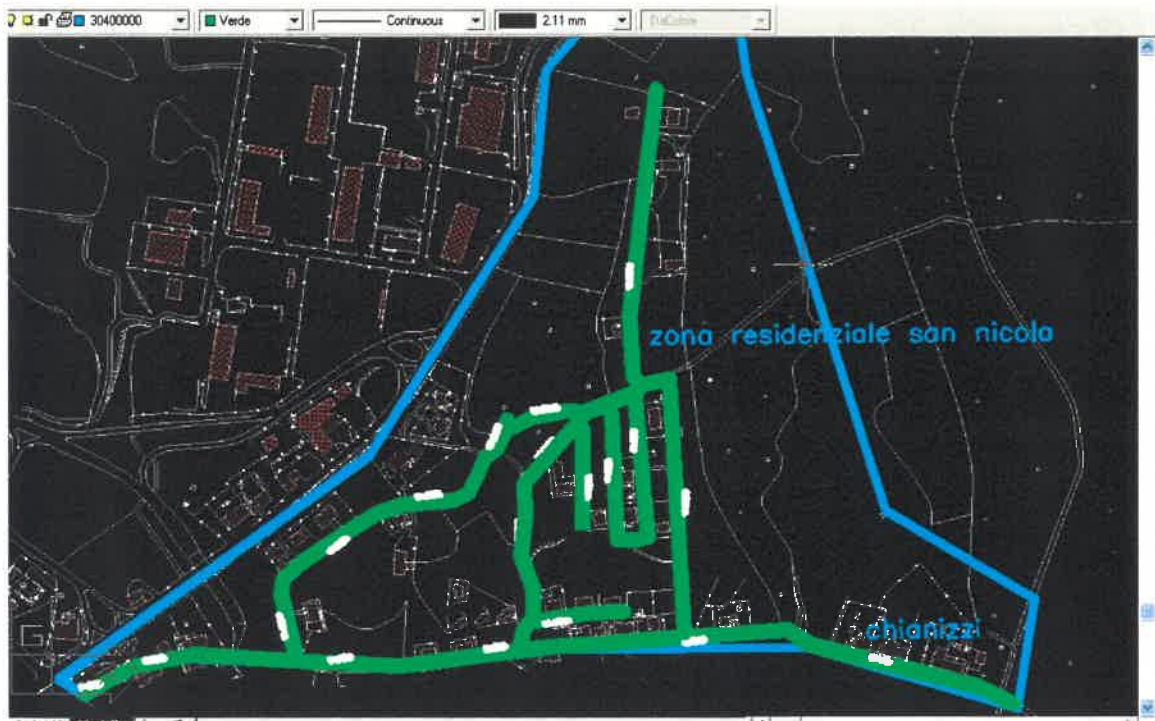 30400000 Verde Continuous 2.11 mm
zona residenziale san nicola
chianizzi
G